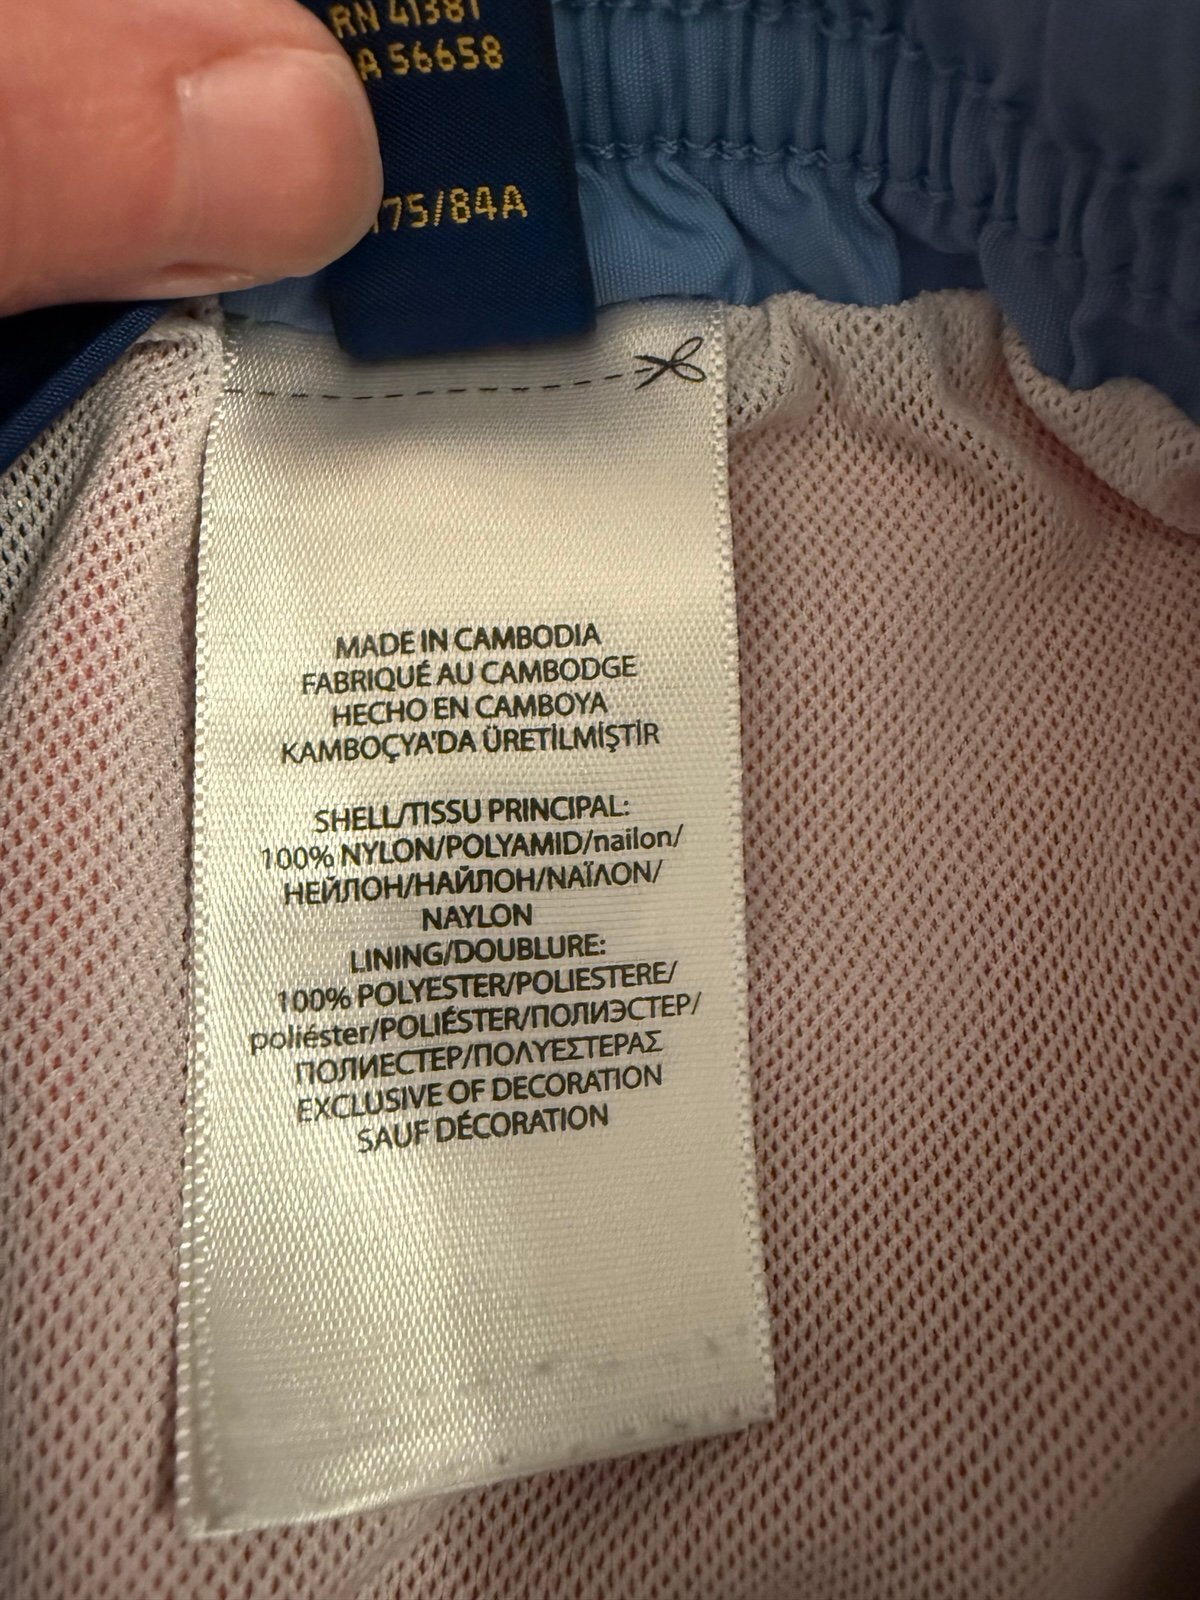 RN 41381
A 56658
175/84A
MADE IN CAMBODIA
FABRIQUÉ AU CAMBODGE
HECHO EN CAMBOYA
KAMBOÇYA'DA ÜRETİLMİŞTİR
SHELL/TISSU PRINCIPAL:
100% NYLON/POLYAMID/nailon/
НЕЙЛОН/НАЙЛОН/ΝΑΪΛΟΝ/
NAYLON
LINING/DOUBLURE:
100% POLYESTER/POLIESTERE/
poliéster/POLIÉSTER/ПОЛИЭСТЕР/
ПОЛИЕСТЕР/ΠΟΛΥΕΣΤΕΡΑΣ
EXCLUSIVE OF DECORATION
SAUF DÉCORATION